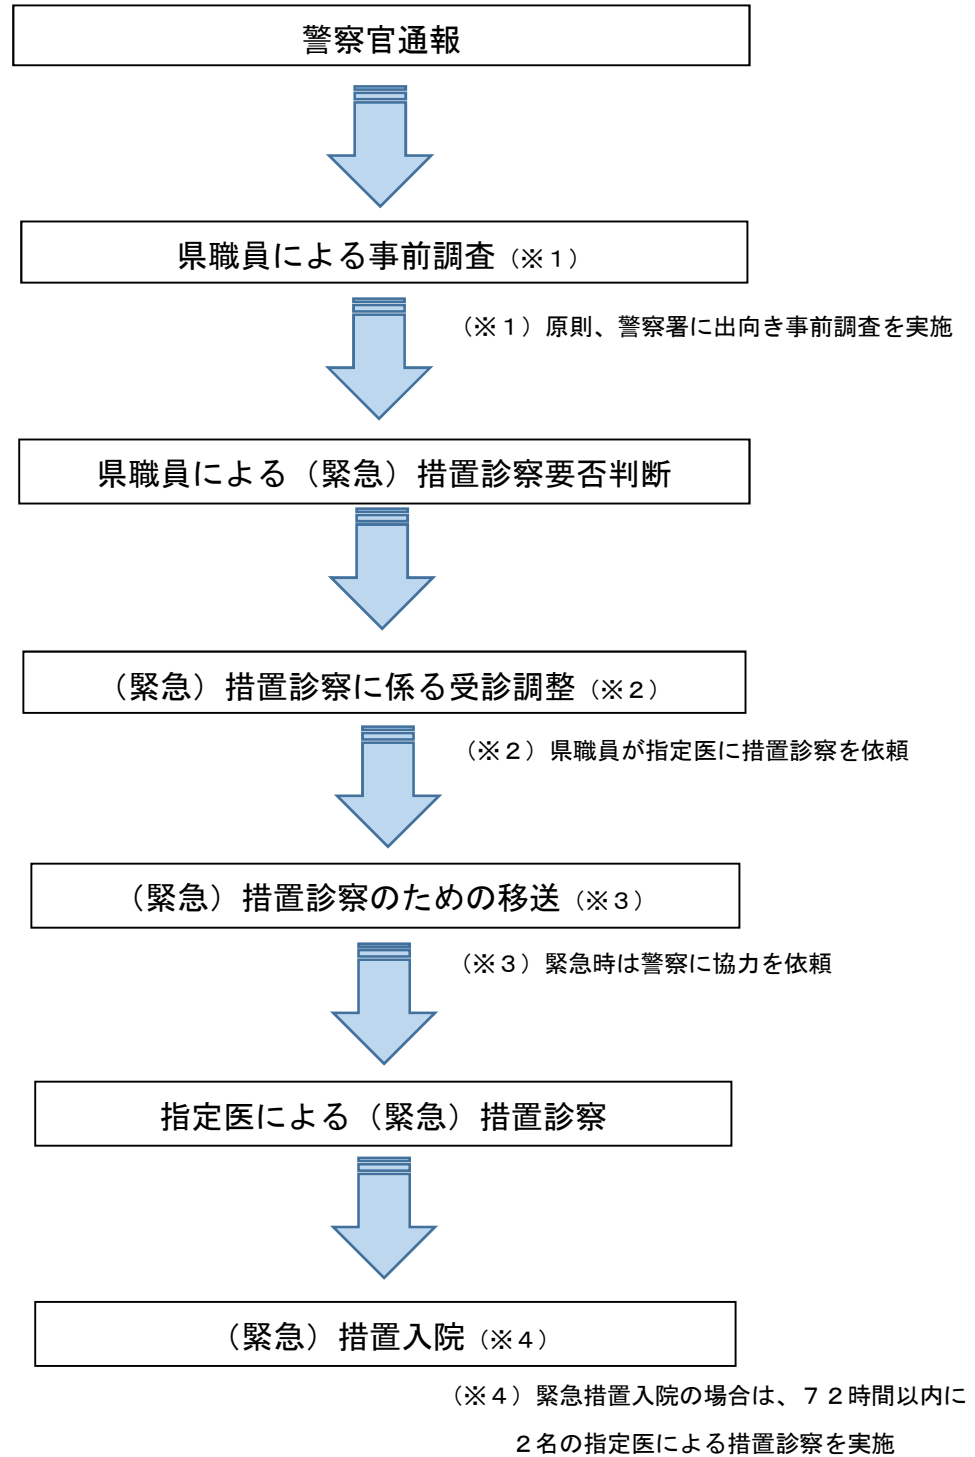 警察官通報
県職員による事前調査（※１）
（※１）原則、警察署に出向き事前調査を実施
県職員による（緊急）措置診察要否判断
（緊急）措置診察に係る受診調整（※２）
（※２）県職員が指定医に措置診察を依頼
（緊急）措置診察のための移送（※３）
（※３）緊急時は警察に協力を依頼
指定医による（緊急）措置診察
（緊急）措置入院（※４）
（※４）緊急措置入院の場合は、７２時間以内に
２名の指定医による措置診察を実施